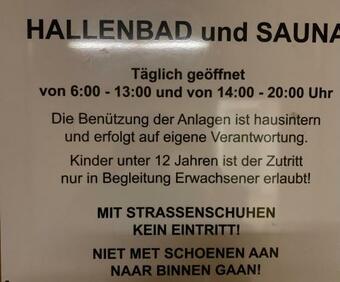 HALLENBAD und SAUNA
Täglich geöffnet
von 6:00 - 13:00 und von 14:00 - 20:00 Uhr
Die Benützung der Anlagen ist hausintern
und erfolgt auf eigene Verantwortung.
Kinder unter 12 Jahren ist der Zutritt
nur in Begleitung Erwachsener erlaubt!
MIT STRASSENSCHUHEN
KEIN EINTRITT!
NIET MET SCHOENEN AAN
NAAR BINNEN GAAN!